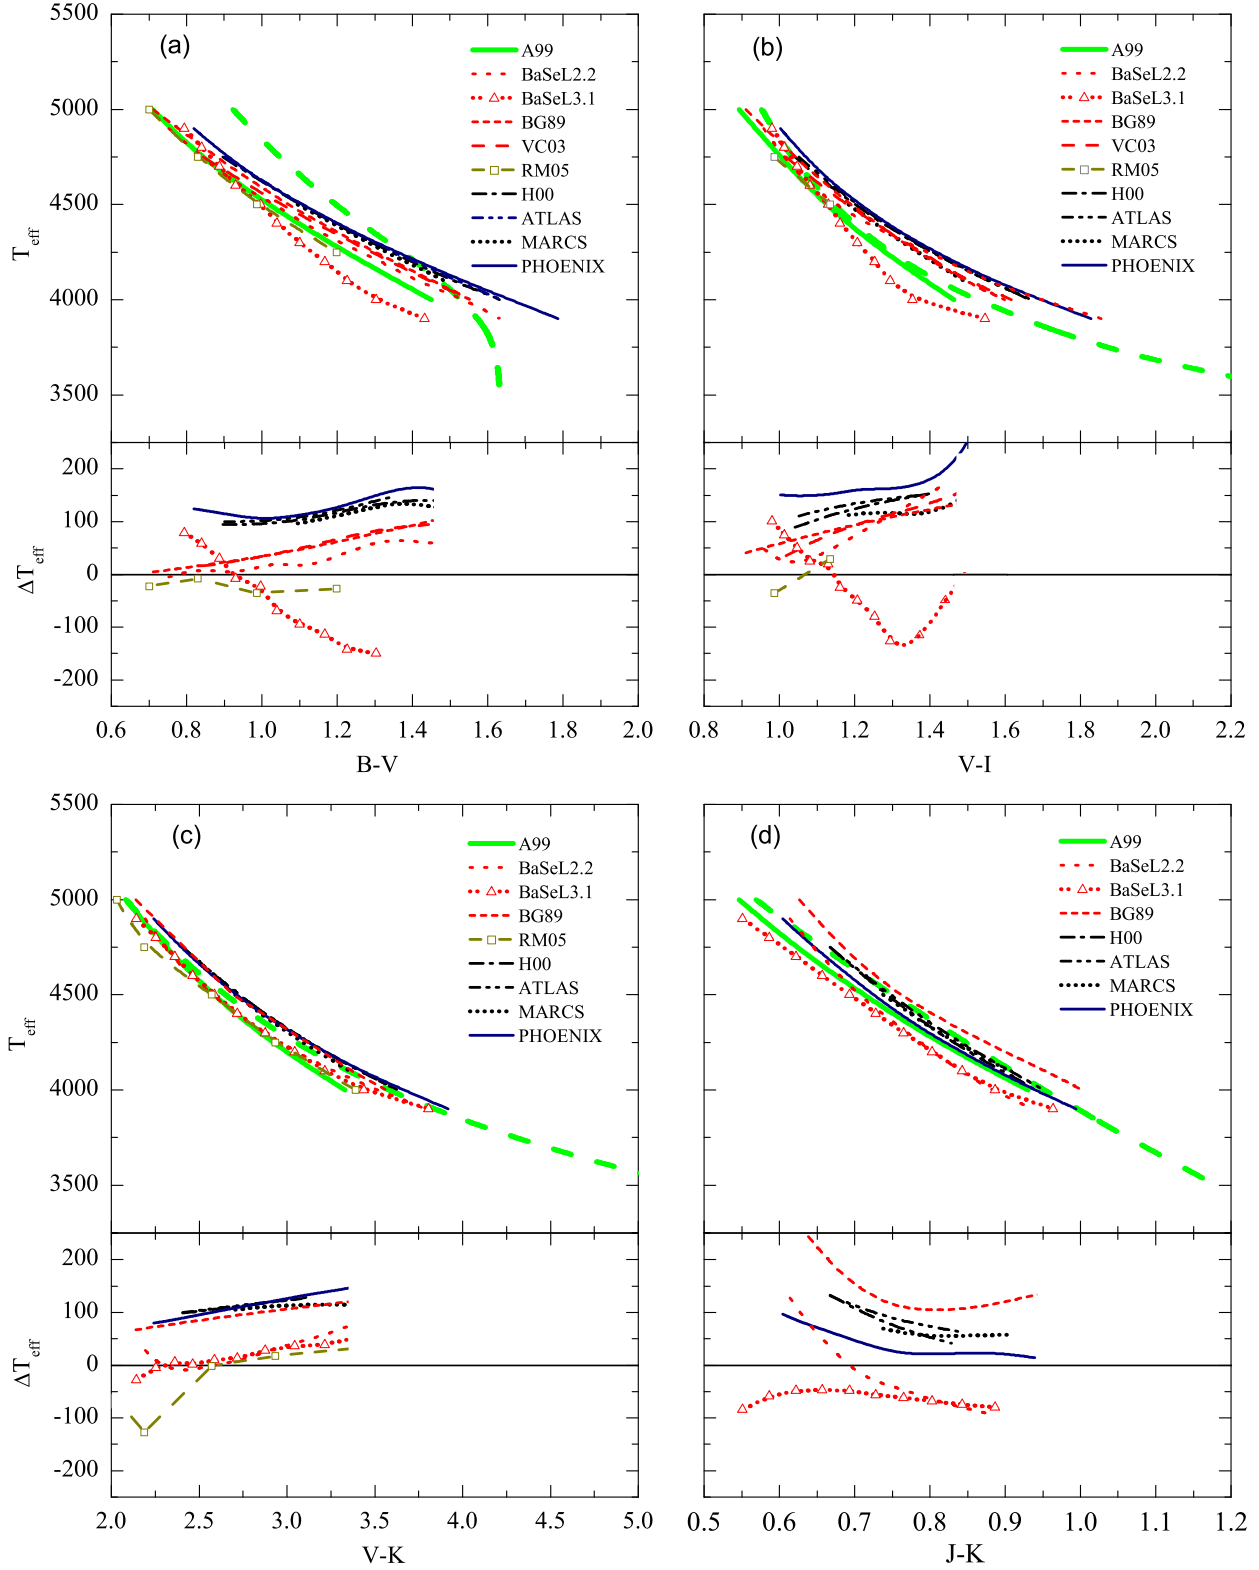 5500
5000
4500
4000
3500
T_eff
(a)
A99
BaSeL2.2
BaSeL3.1
BG89
VC03
RM05
H00
ATLAS
MARCS
PHOENIX
200
100
0
-100
-200
ΔT_eff
0.6 0.8 1.0 1.2 1.4 1.6 1.8 2.0
B-V
(b)
A99
BaSeL2.2
BaSeL3.1
BG89
VC03
RM05
H00
ATLAS
MARCS
PHOENIX
0.8 1.0 1.2 1.4 1.6 1.8 2.0 2.2
V-I
5500
5000
4500
4000
3500
T_eff
(c)
A99
BaSeL2.2
BaSeL3.1
BG89
RM05
H00
ATLAS
MARCS
PHOENIX
200
100
0
-100
-200
ΔT_eff
2.0 2.5 3.0 3.5 4.0 4.5 5.0
V-K
(d)
A99
BaSeL2.2
BaSeL3.1
BG89
H00
ATLAS
MARCS
PHOENIX
0.5 0.6 0.7 0.8 0.9 1.0 1.1 1.2
J-K